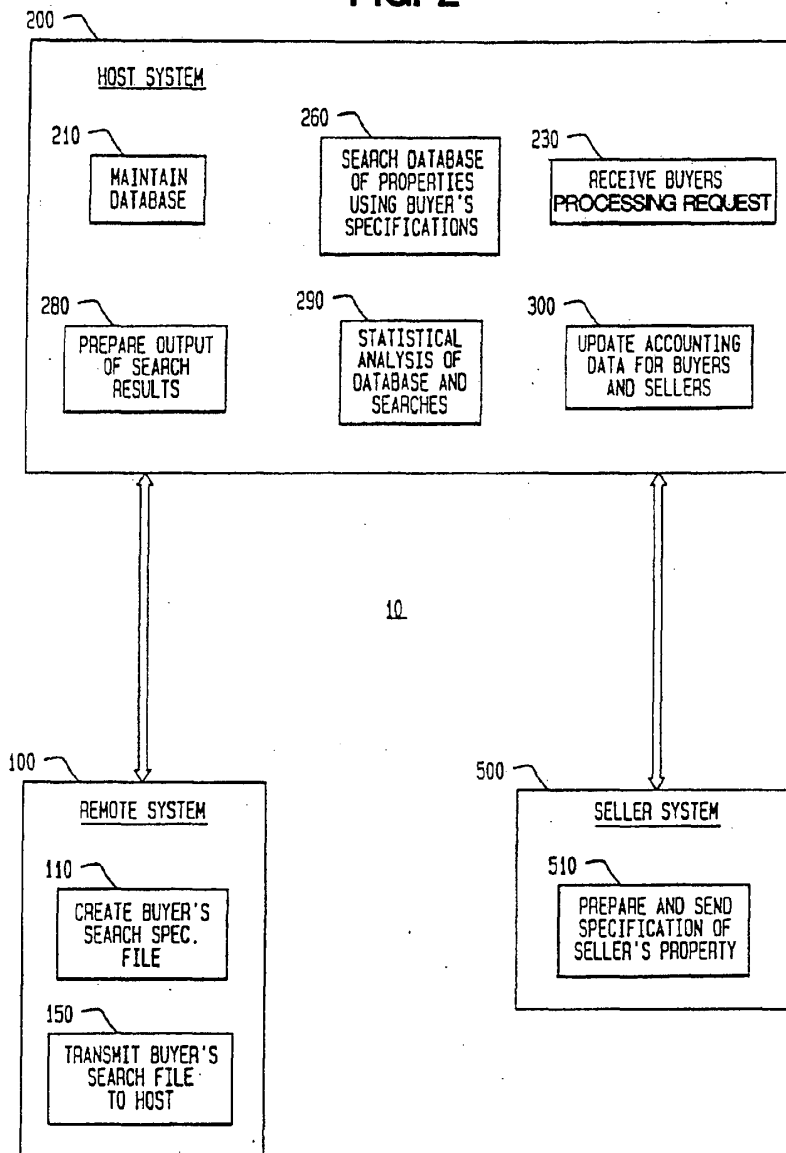 FIG. 2
200
HOST SYSTEM
210
MAINTAIN
DATABASE
260
SEARCH DATABASE
OF PROPERTIES
USING BUYER'S
SPECIFICATIONS
230
RECEIVE BUYERS'
PROCESSING REQUEST
280
PREPARE OUTPUT
OF SEARCH
RESULTS
290
STATISTICAL
ANALYSIS OF
DATABASE AND
SEARCHES
300
UPDATE ACCOUNTING
DATA FOR BUYERS
AND SELLERS
10
100
REMOTE SYSTEM
110
CREATE BUYER'S
SEARCH SPEC.
FILE
150
TRANSMIT BUYER'S
SEARCH FILE
TO HOST
500
SELLER SYSTEM
510
PREPARE AND SEND
SPECIFICATION OF
SELLER'S PROPERTY